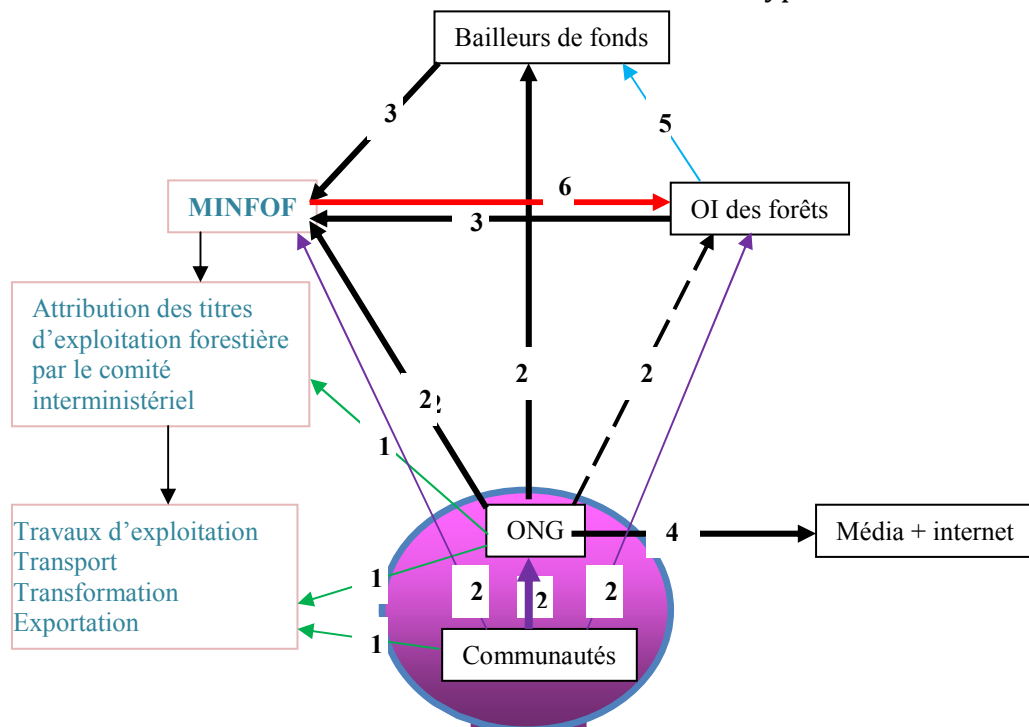 Bailleurs de fonds
3
5
6
MINFOF
OI des forêts
3
Attribution des titres
d'exploitation forestière
par le comité
interministériel
2
2
2
1
Travaux d'exploitation
Transport
Transformation
Exportation
ONG
4
Média + internet
1
2
2
2
1
Communautés